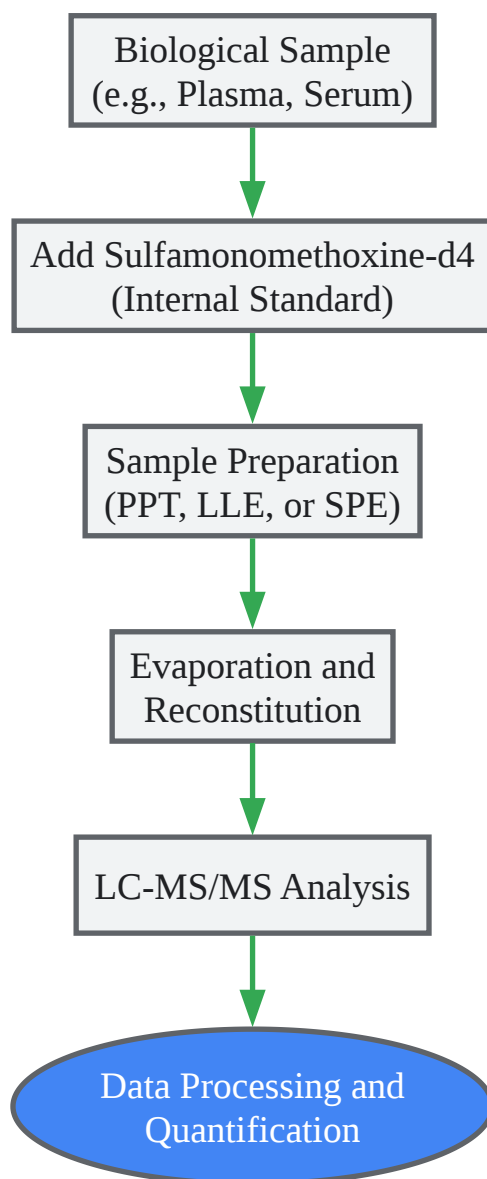 Biological Sample
(e.g., Plasma, Serum)
Add Sulfamonomethoxine-d4
(Internal Standard)
Sample Preparation
(PPT, LLE, or SPE)
Evaporation and
Reconstitution
LC-MS/MS Analysis
Data Processing and
Quantification